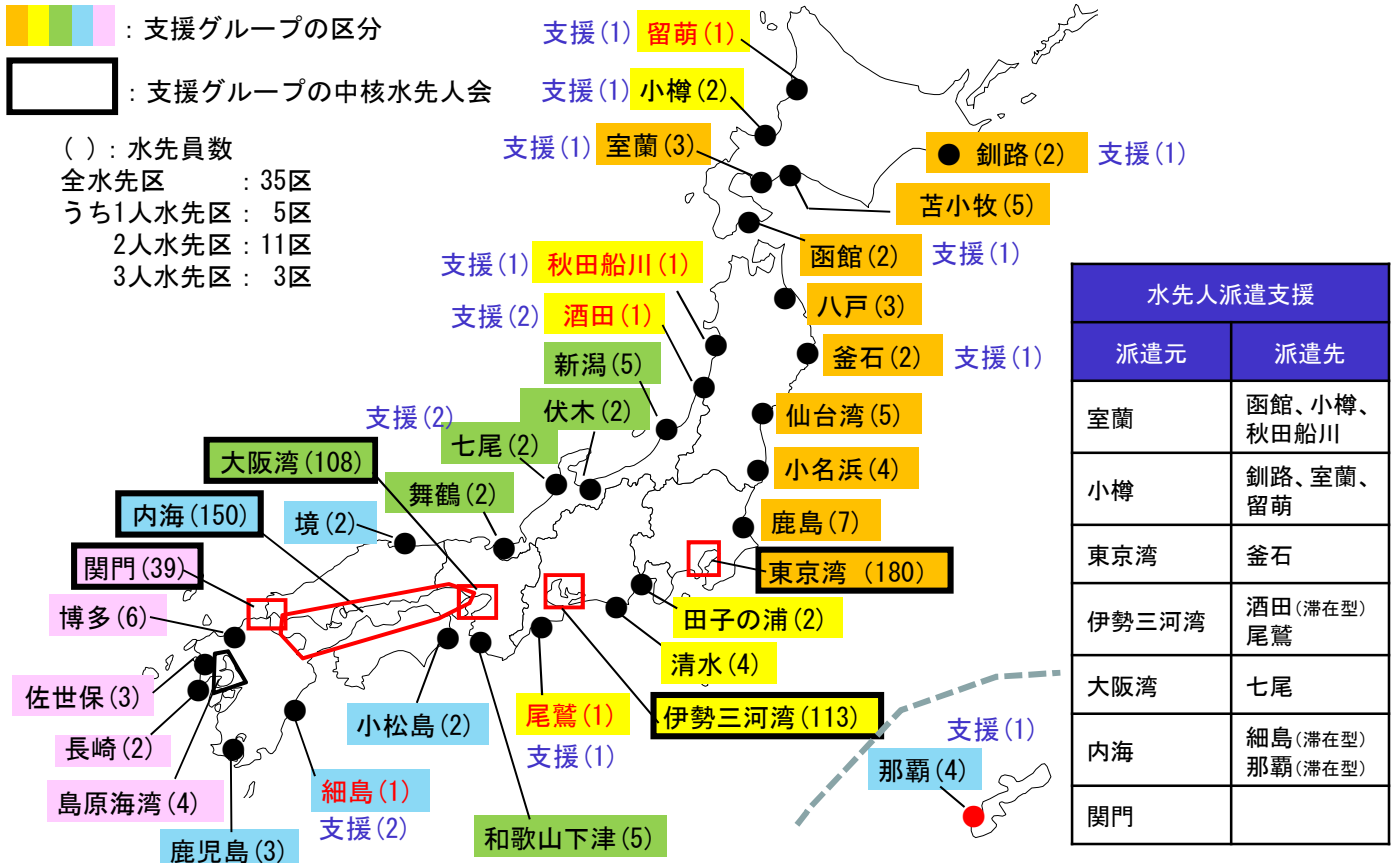 ：支援グループの区分
：支援グループの中核水先人会
( )：水先員数
全水先区　　　：35区
うち1人水先区： 5区
2人水先区：11区
3人水先区： 3区
支援(1) 留萌(1)
支援(1) 小樽(2)
支援(1) 室蘭(3)
釧路(2) 支援(1)
苫小牧(5)
函館(2) 支援(1)
支援(1) 秋田船川(1)
八戸(3)
支援(2) 酒田(1)
釜石(2) 支援(1)
新潟(5)
伏木(2)
仙台湾(5)
支援(2)
七尾(2)
大阪湾(108)
小名浜(4)
舞鶴(2)
内海(150)
境(2)
鹿島(7)
関門(39)
東京湾（180)
博多(6)
田子の浦(2)
清水(4)
佐世保(3)
小松島(2)
尾鷲(1)
支援(1)
伊勢三河湾(113)
長崎(2)
島原海湾(4)
細島(1)
支援(2)
和歌山下津(5)
鹿児島(3)
支援(1)
那覇(4)
水先人派遣支援
派遣元 派遣先
室蘭 函館、小樽、
秋田船川
小樽 釧路、室蘭、
留萌
東京湾 釜石
伊勢三河湾 酒田(滞在型)
尾鷲
大阪湾 七尾
内海 細島(滞在型)
那覇(滞在型)
関門